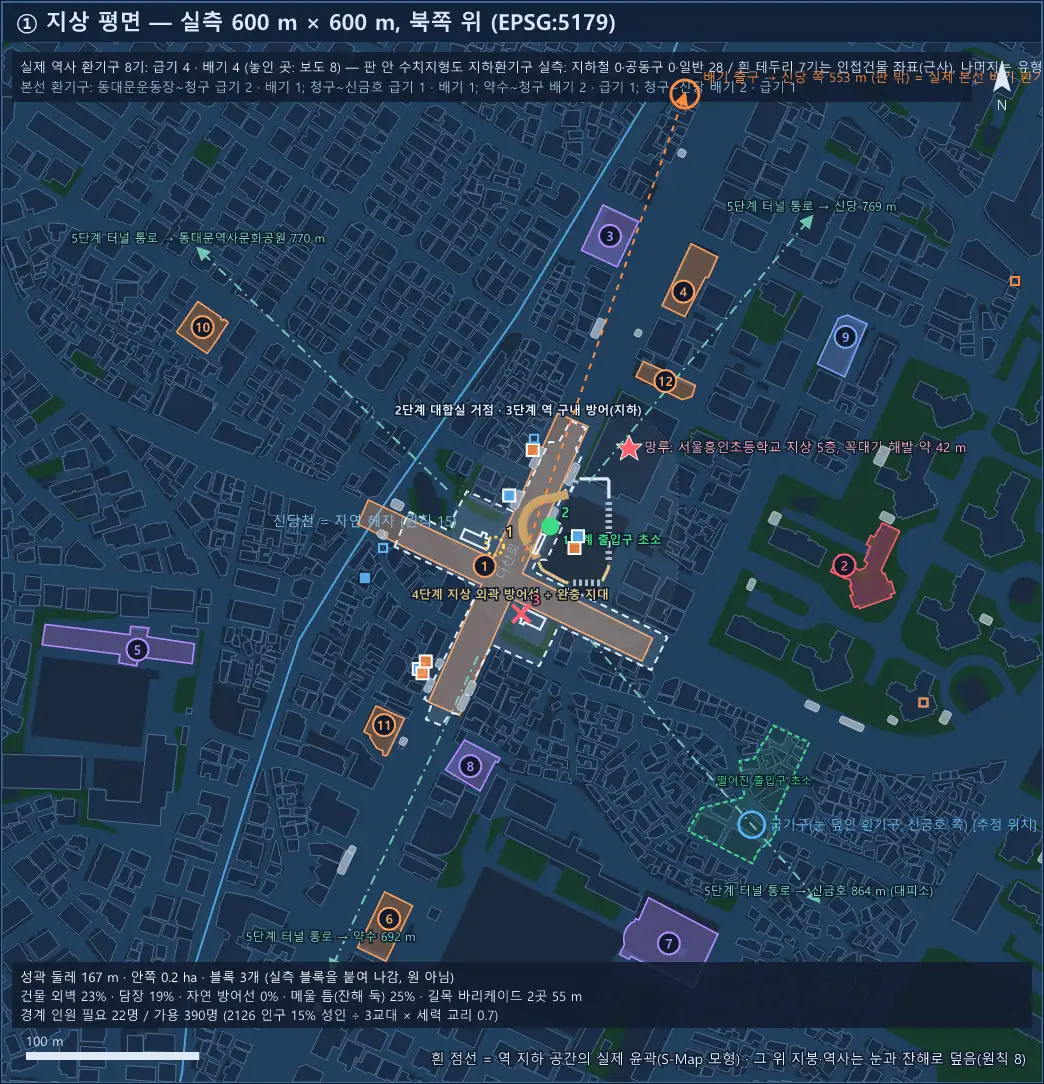 ① 지상 평면 — 실측 600 m × 600 m, 북쪽 위 (EPSG:5179)
실제 역사 환기구 8기: 급기 4 · 배기 4 (놓인 곳: 보도 8) — 판 안 수치지형도 지하환기구 실측: 지하철 0·공동구 0·일반 28 / 흰 테두리 7기는 인접건물 좌표(근사), 나머지는 유형
배기 출구 → 신당 쪽 553 m (판 밖) = 실제 본선 배기 환
본선 환기구: 동대문운동장~청구 급기 2 · 배기 1; 청구~신금호 급기 1 · 배기 1; 약수~청구 배기 2 · 급기 1; 청구~신당 배기 2 · 급기 1
N
5단계 터널 통로 → 신당 769 m
5단계 터널 통로 → 동대문역사문화공원 770 m
3
4
10
9
12
2단계 대합실 거점 · 3단계 역 구내 방어(지하)
망루: 서울흥인초등학교 지상 5층, 꼭대기 해발 약 42 m
신당천 = 자연 해자 (원칙 15)
2
1
1단계 줄입구 초소
다산로
1
2
4단계 지상 외곽 방어선 + 완충 지대
3
5
11
8
떨어진 줄입구 초소
급기구(눈 덮인 환기구, 신금호 쪽) [추정 위치]
5단계 터널 통로 → 신금호 864 m (대피소)
6
5단계 터널 통로 → 약수 692 m
7
성곽 둘레 167 m · 안쪽 0.2 ha · 블록 3개 (실측 블록을 붙여 나감, 원 아님)
건물 외벽 23% · 담장 19% · 자연 방어선 0% · 메울 틈(잔해 둑) 25% · 길목 바리케이드 2곳 55 m
경계 인원 필요 22명 / 가용 390명 (2126 인구 15% 성인 ÷ 3교대 × 세력 교리 0.7)
100 m
흰 점선 = 역 지하 공간의 실제 윤곽(S-Map 모형) · 그 위 지붕·역사는 눈과 잔해로 덮음(원칙 8)